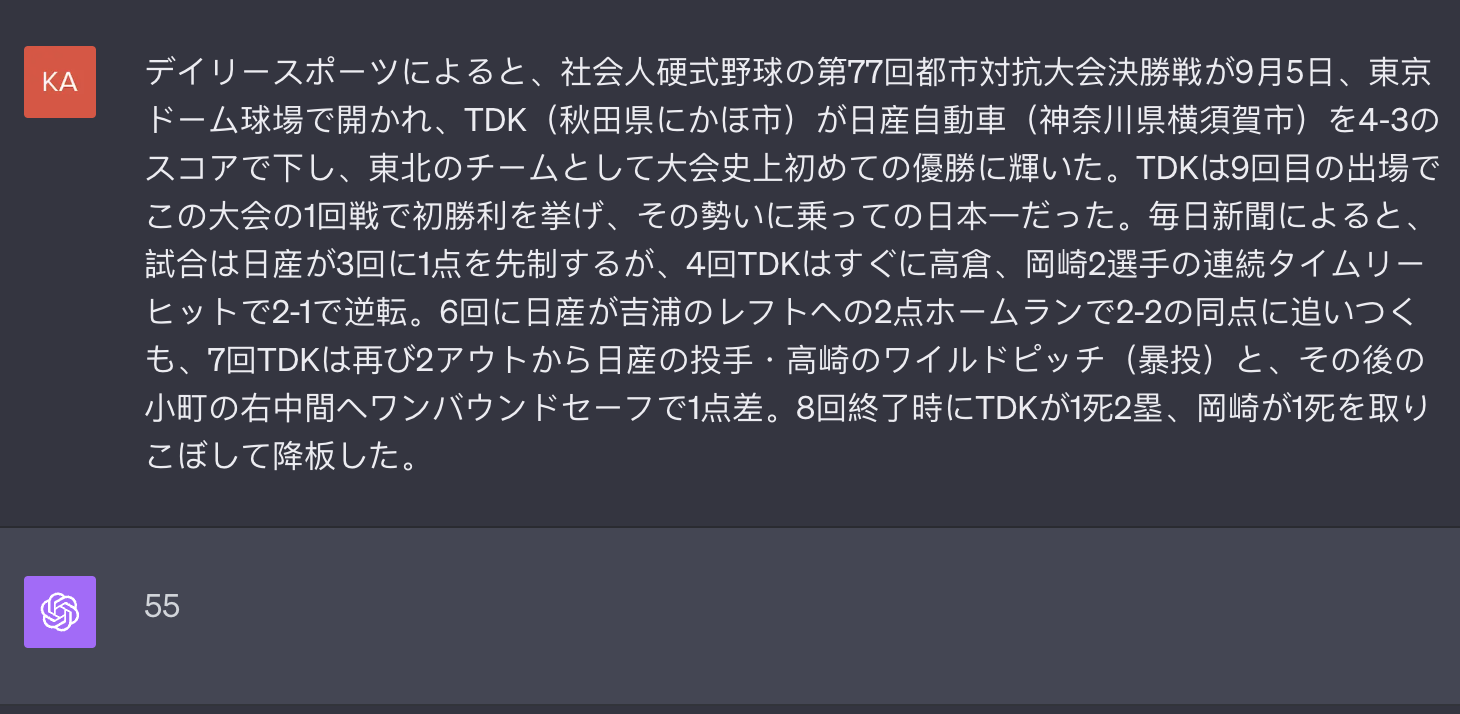 KA
デイリースポーツによると、社会人硬式野球の第77回都市対抗大会決勝戦が9月5日、東京
ドーム球場で開かれ、TDK（秋田県にかほ市）が日産自動車（神奈川県横須賀市）を4-3の
スコアで下し、東北のチームとして大会史上初めての優勝に輝いた。TDKは9回目の出場で
この大会の1回戦で初勝利を挙げ、その勢いに乗っての日本一だった。毎日新聞によると、
試合は日産が3回に1点を先制するが、4回TDKはすぐに高倉、岡崎2選手の連続タイムリー
ヒットで2-1で逆転。6回に日産が吉浦のレフトへの2点ホームランで2-2の同点に追いつく
も、7回TDKは再び2アウトから日産の投手・高崎のワイルドピッチ（暴投）と、その後の
小町の右中間へワンバウンドセーフで1点差。8回終了時にTDKが1死2塁、岡崎が1死を取り
こぼして降板した。
55